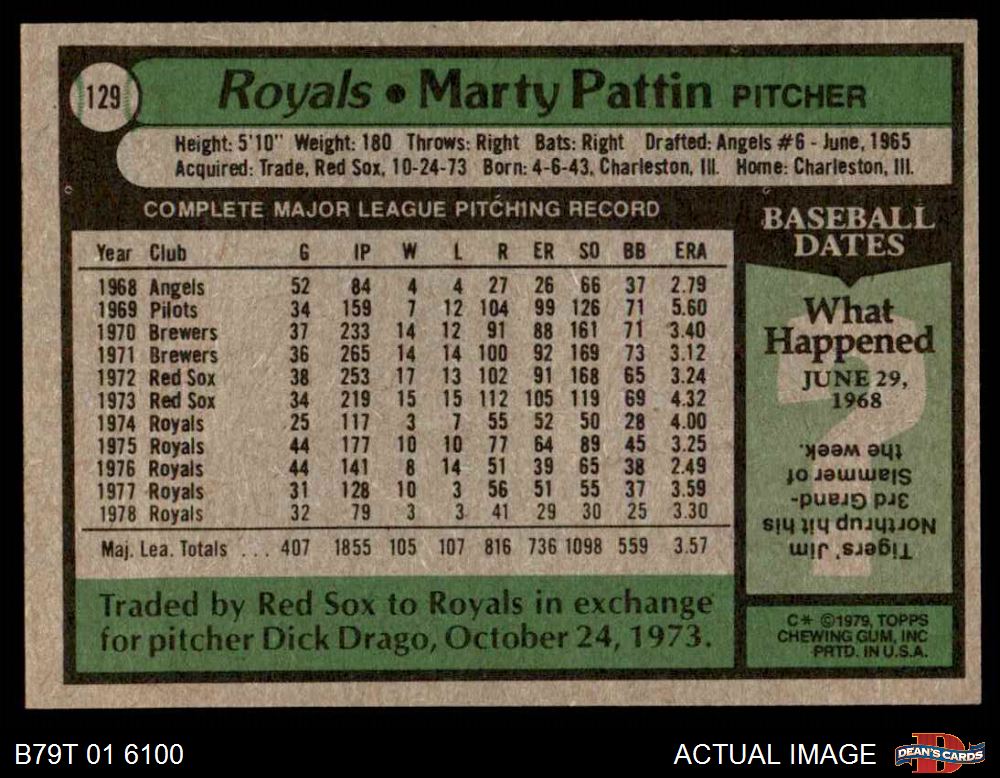 129
Royals • Marty Pattin PITCHER
Height: 5'10" Weight: 180 Throws: Right Bats: Right Drafted: Angels #6 - June, 1965
Acquired: Trade, Red Sox, 10-24-73 Born: 4-6-43, Charleston, Ill. Home: Charleston, Ill.
COMPLETE MAJOR LEAGUE PITCHING RECORD
Year Club G IP W L R ER SO BB ERA
1968 Angels 52 84 4 4 27 26 66 37 2.79
1969 Pilots 34 159 7 12 104 99 126 71 5.60
1970 Brewers 37 233 14 12 91 88 161 71 3.40
1971 Brewers 36 265 14 14 100 92 169 73 3.12
1972 Red Sox 38 253 17 13 102 91 168 65 3.24
1973 Red Sox 34 219 15 15 112 105 119 69 4.32
1974 Royals 25 117 3 7 55 52 50 28 4.00
1975 Royals 44 177 10 10 77 64 89 45 3.25
1976 Royals 44 141 8 14 51 39 65 38 2.49
1977 Royals 31 128 10 3 56 51 55 37 3.59
1978 Royals 32 79 3 3 41 29 30 25 3.30
Maj. Lea. Totals ... 407 1855 105 107 816 736 1098 559 3.57
Traded by Red Sox to Royals in exchange
for pitcher Dick Drago, October 24, 1973.
BASEBALL
DATES
What
Happened
JUNE 29,
1968
Tigers' Jim
Northrup hit his
3rd Grand-
Slammer of
the week.
C* ©1979, TOPPS
CHEWING GUM, INC
PRTD. IN U.S.A.
B79T 01 6100
ACTUAL IMAGE
DEAN'S CARDS